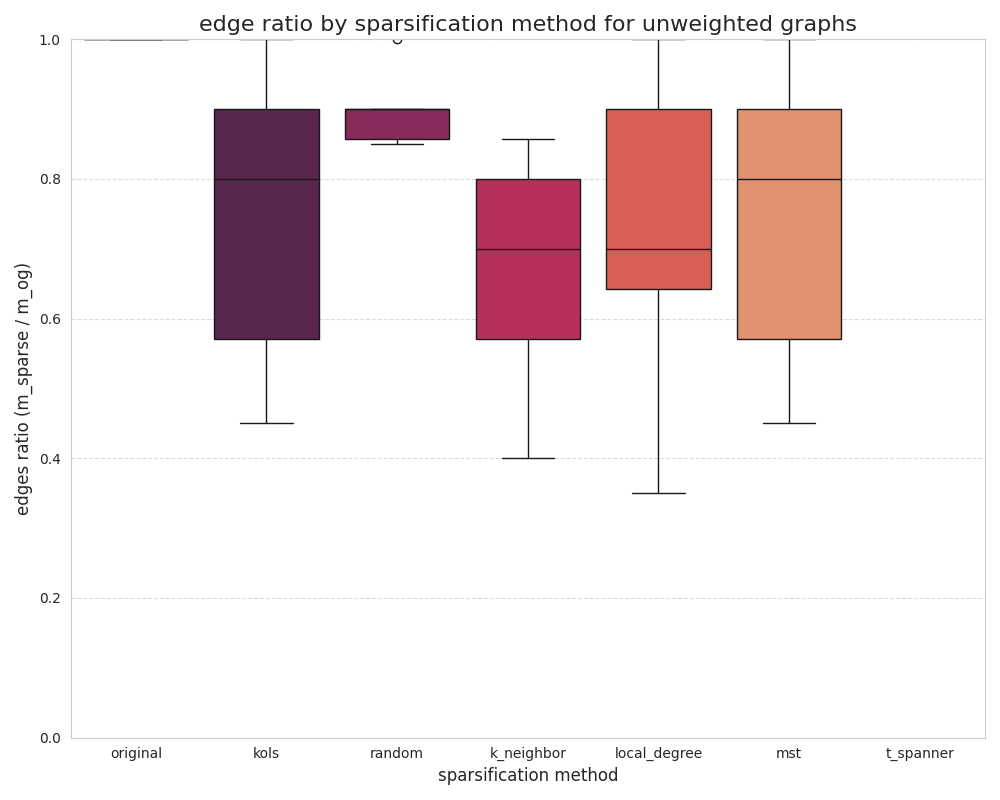 edge ratio by sparsification method for unweighted graphs
edges ratio (m_sparse / m_og)
1.0
0.8
0.6
0.4
0.2
0.0
original kols random k_neighbor local_degree mst t_spanner
sparsification method